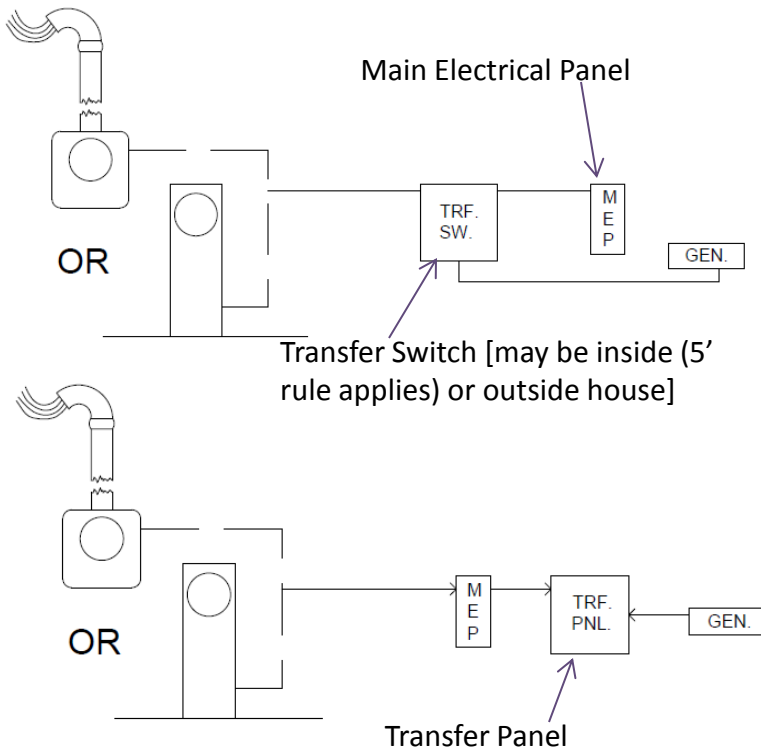 Main Electrical Panel
TRF.
SW.
M
E
P
GEN.
OR
Transfer Switch [may be inside (5’
rule applies) or outside house]
M
E
P
TRF.
PNL.
GEN.
OR
Transfer Panel